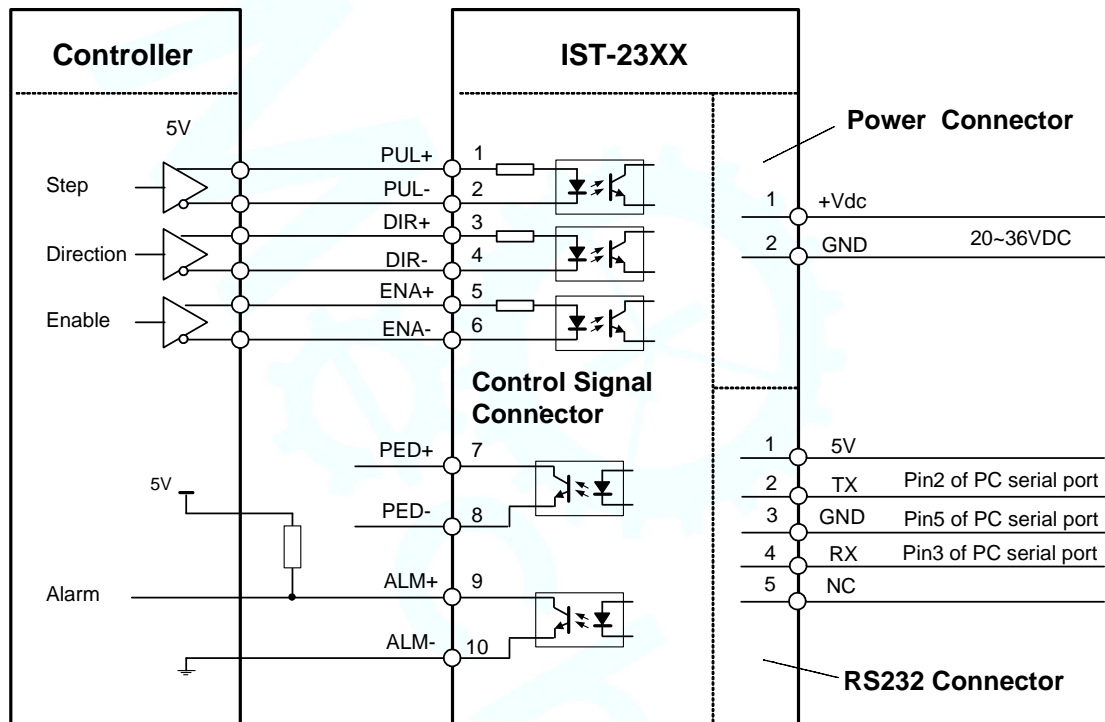 Controller
IST-23XX
5V
Step
Direction
Enable
PUL+ 1
PUL- 2
DIR+ 3
DIR- 4
ENA+ 5
ENA- 6
Control Signal
Connector
PED+ 7
PED- 8
5V
Alarm
ALM+ 9
ALM- 10
Power Connector
1 +Vdc
2 GND 20~36VDC
1 5V
2 TX Pin2 of PC serial port
3 GND Pin5 of PC serial port
4 RX Pin3 of PC serial port
5 NC
RS232 Connector